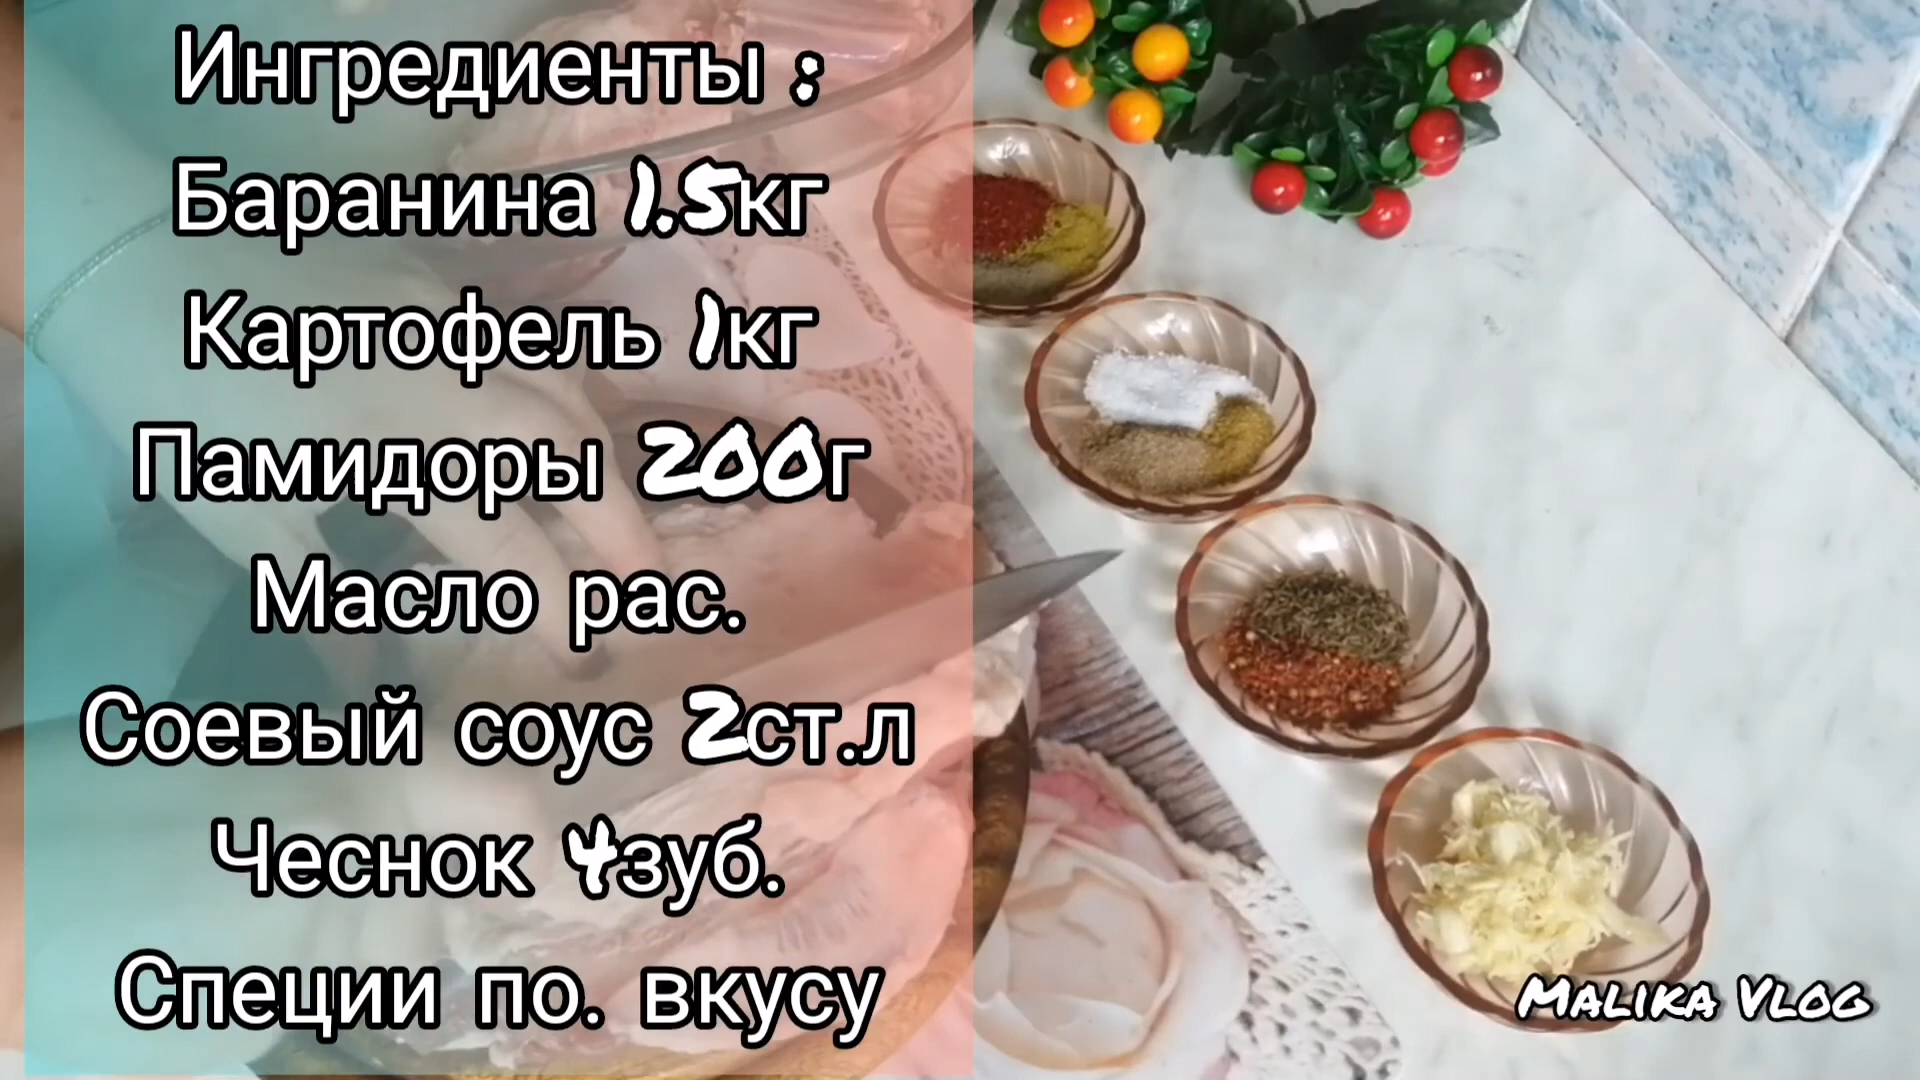 Ингредиенты :
Баранина 1.5кг
Картофель 1кг
Памидоры 200г
Масло рас.
Соевый соус 2ст.л
Чеснок 4зуб.
Специи по. вкусу
Malika Vlog